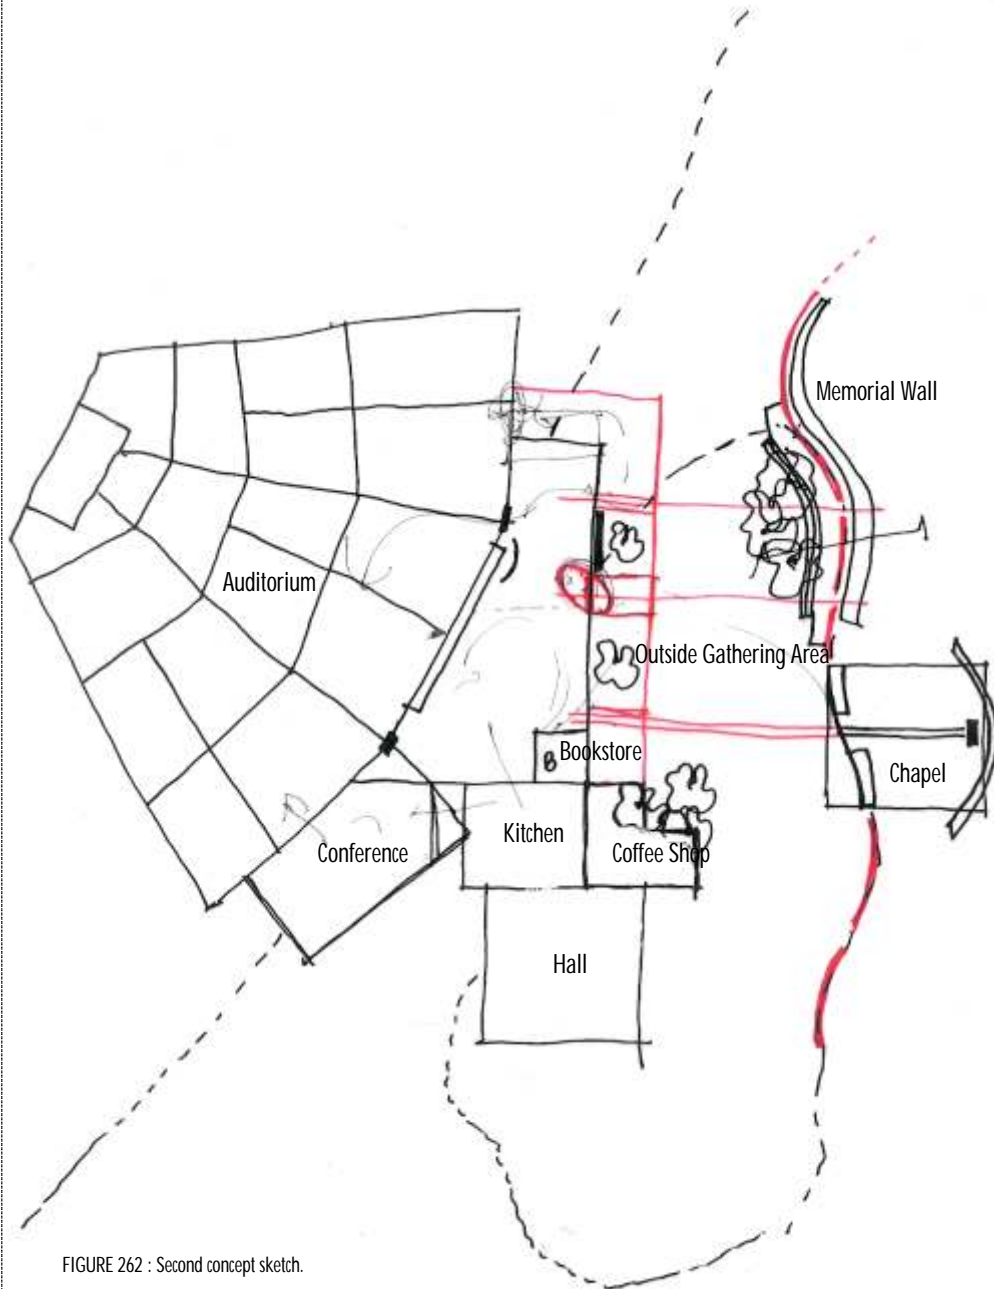 Memorial Wall
Auditorium
Outside Gathering Area
B
Bookstore
Chapel
Kitchen
Conference
Coffee Shop
Hall
FIGURE 262 : Second concept sketch.